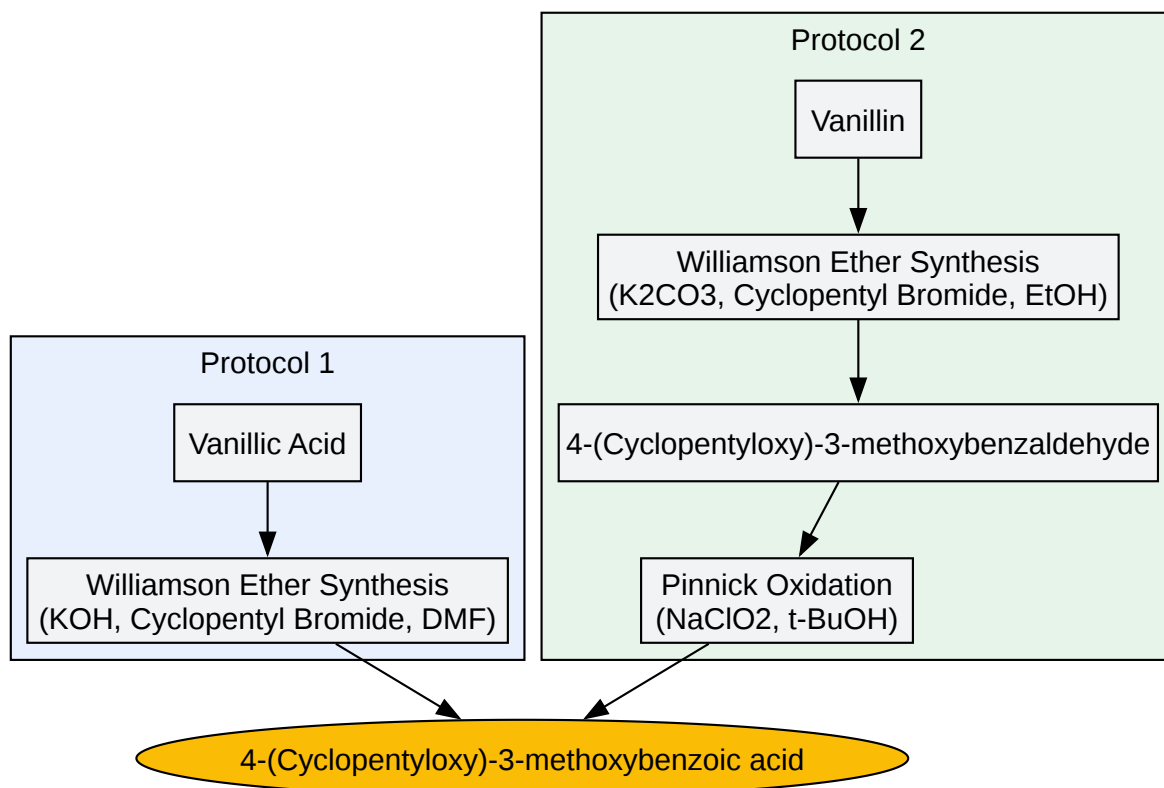 Protocol 2
Vanillin
Williamson Ether Synthesis
(K2CO3, Cyclopentyl Bromide, EtOH)
4-(Cyclopentyloxy)-3-methoxybenzaldehyde
Pinnick Oxidation
(NaClO2, t-BuOH)
Protocol 1
Vanillic Acid
Williamson Ether Synthesis
(KOH, Cyclopentyl Bromide, DMF)
4-(Cyclopentyloxy)-3-methoxybenzoic acid